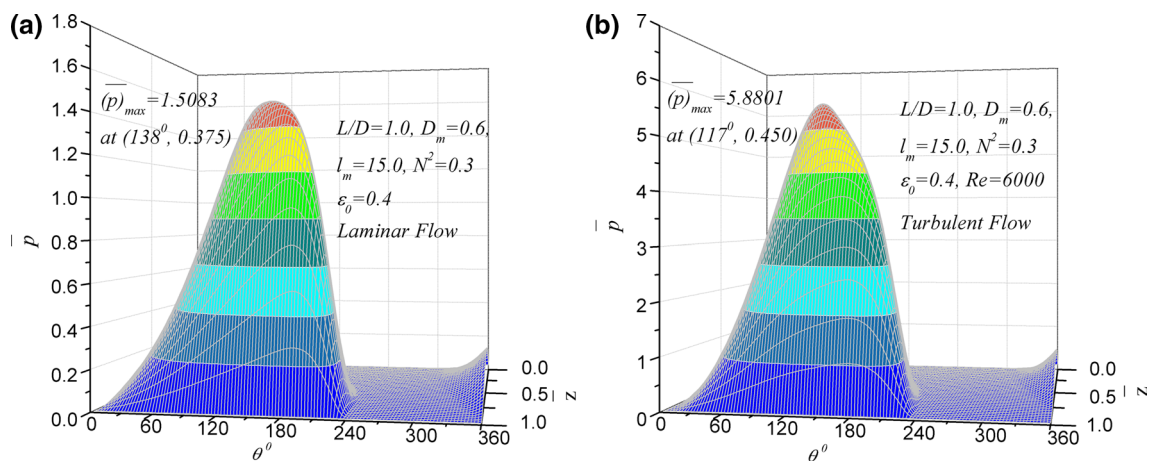 (a)
1.8
1.6
1.4
1.2
1.0
0.8
0.6
0.4
0.2
0.0
p̅
(p)‾max=1.5083
at (138⁰, 0.375)
L/D=1.0, Dm=0.6,
lm=15.0, N²=0.3
ε₀=0.4
Laminar Flow
0 60 120 180 240 300 360
θ⁰
0.0
0.5
1.0
z̅
(b)
7
6
5
4
3
2
1
0
p̅
(p)‾max=5.8801
at (117⁰, 0.450)
L/D=1.0, Dm=0.6,
lm=15.0, N²=0.3
ε₀=0.4, Re=6000
Turbulent Flow
0 60 120 180 240 300 360
θ⁰
0.0
0.5
1.0
z̅